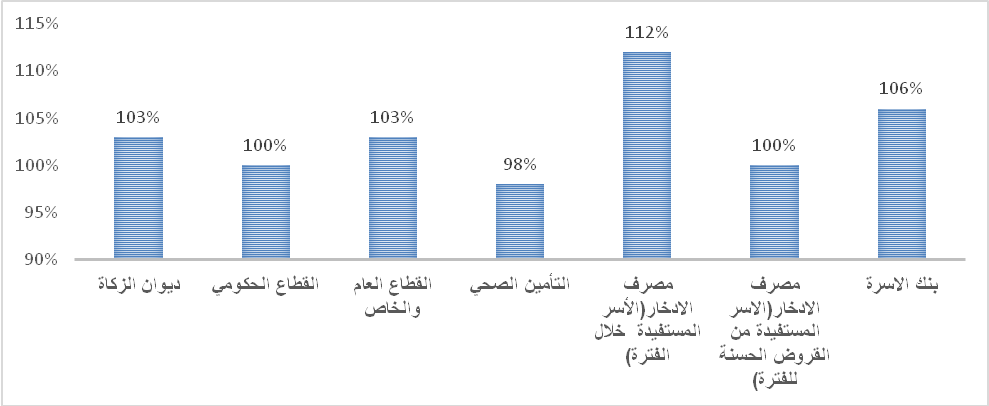 115%
110%
105%
100%
95%
90%
103%
100%
103%
98%
112%
100%
106%
ديوان الزكاة
القطاع الحكومي
القطاع العام
والخاص
التأمين الصحي
مصرف
الادخار(الأسر
المستفيدة خلال
الفترة)
مصرف
الادخار(الاسر
المستفيدة من
القروض الحسنة
للفترة)
بنك الاسرة